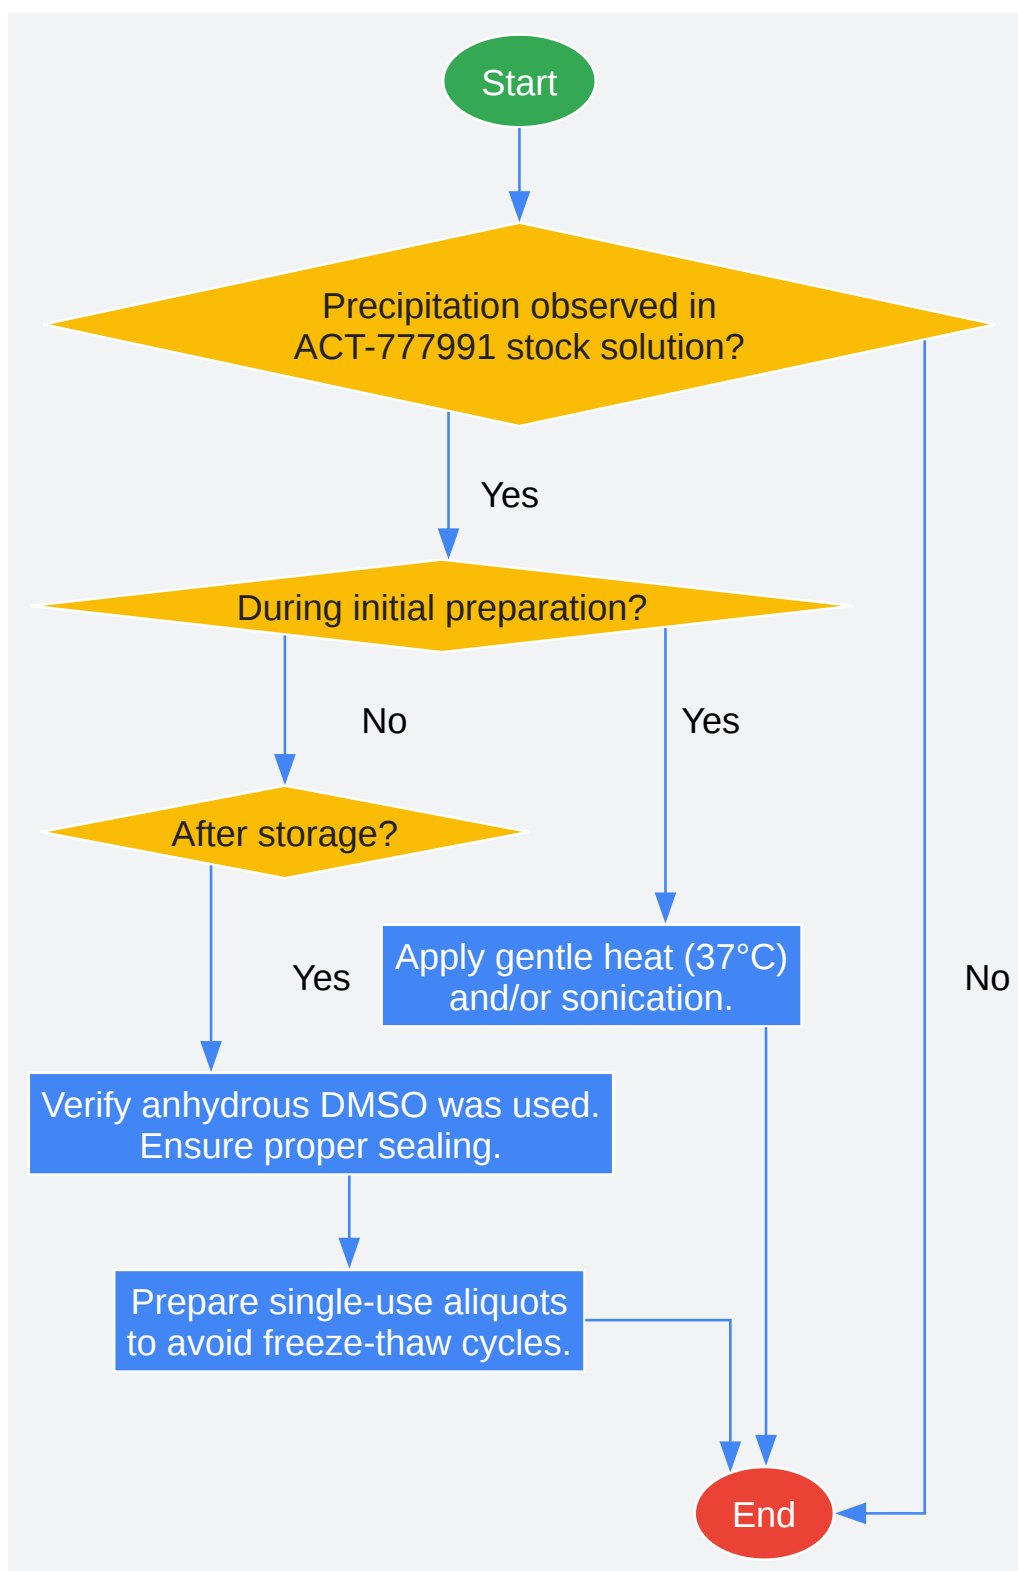 Start
Precipitation observed in
ACT-777991 stock solution?
Yes
During initial preparation?
No
Yes
After storage?
Apply gentle heat (37°C)
and/or sonication.
Yes
No
Verify anhydrous DMSO was used.
Ensure proper sealing.
Prepare single-use aliquots
to avoid freeze-thaw cycles.
End